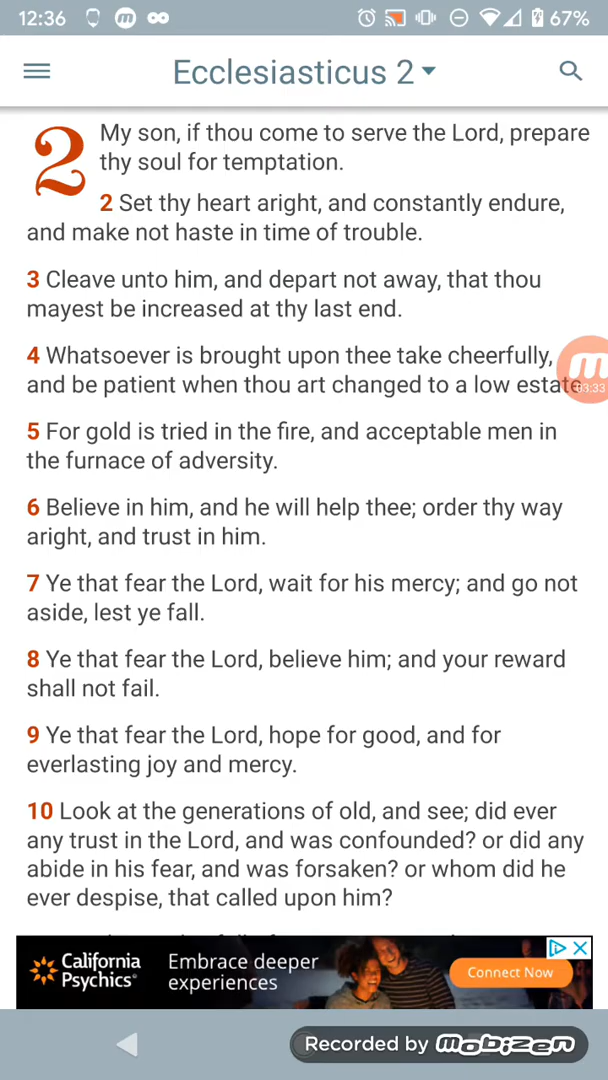 12:36
67%
Ecclesiasticus 2
2 My son, if thou come to serve the Lord, prepare
thy soul for temptation.
2 Set thy heart aright, and constantly endure,
and make not haste in time of trouble.
3 Cleave unto him, and depart not away, that thou
mayest be increased at thy last end.
4 Whatsoever is brought upon thee take cheerfully,
and be patient when thou art changed to a low estate
03:33
5 For gold is tried in the fire, and acceptable men in
the furnace of adversity.
6 Believe in him, and he will help thee; order thy way
aright, and trust in him.
7 Ye that fear the Lord, wait for his mercy; and go not
aside, lest ye fall.
8 Ye that fear the Lord, believe him; and your reward
shall not fail.
9 Ye that fear the Lord, hope for good, and for
everlasting joy and mercy.
10 Look at the generations of old, and see; did ever
any trust in the Lord, and was confounded? or did any
abide in his fear, and was forsaken? or whom did he
ever despise, that called upon him?
California
Psychics
Embrace deeper
experiences
Connect Now
Recorded by mobizen